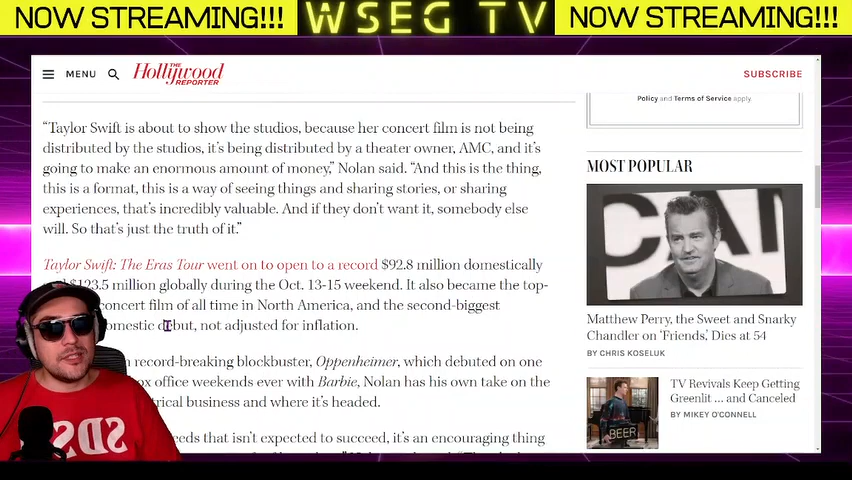 NOW STREAMING!!!
WSEG TV
NOW STREAMING!!!
MENU
THE
Hollywood
REPORTER
SUBSCRIBE
“Taylor Swift is about to show the studios, because her concert film is not being
distributed by the studios, it’s being distributed by a theater owner, AMC, and it’s
going to make an enormous amount of money,” Nolan said. “And this is the thing,
this is a format, this is a way of seeing things and sharing stories, or sharing
experiences, that’s incredibly valuable. And if they don’t want it, somebody else
will. So that’s just the truth of it.”
Taylor Swift: The Eras Tour went on to open to a record $92.8 million domestically
$123.5 million globally during the Oct. 13-15 weekend. It also became the top-
concert film of all time in North America, and the second-biggest
domestic debut, not adjusted for inflation.
record-breaking blockbuster, Oppenheimer, which debuted on one
office weekends ever with Barbie, Nolan has his own take on the
business and where it’s headed.
that isn’t expected to succeed, it’s an encouraging thing
Policy and Terms of Service apply.
MOST POPULAR
CAN
Matthew Perry, the Sweet and Snarky
Chandler on ‘Friends,’ Dies at 54
BY CHRIS KOSELUK
TV Revivals Keep Getting
Greenlit ... and Canceled
BY MIKEY O’CONNELL
BEER
SDS